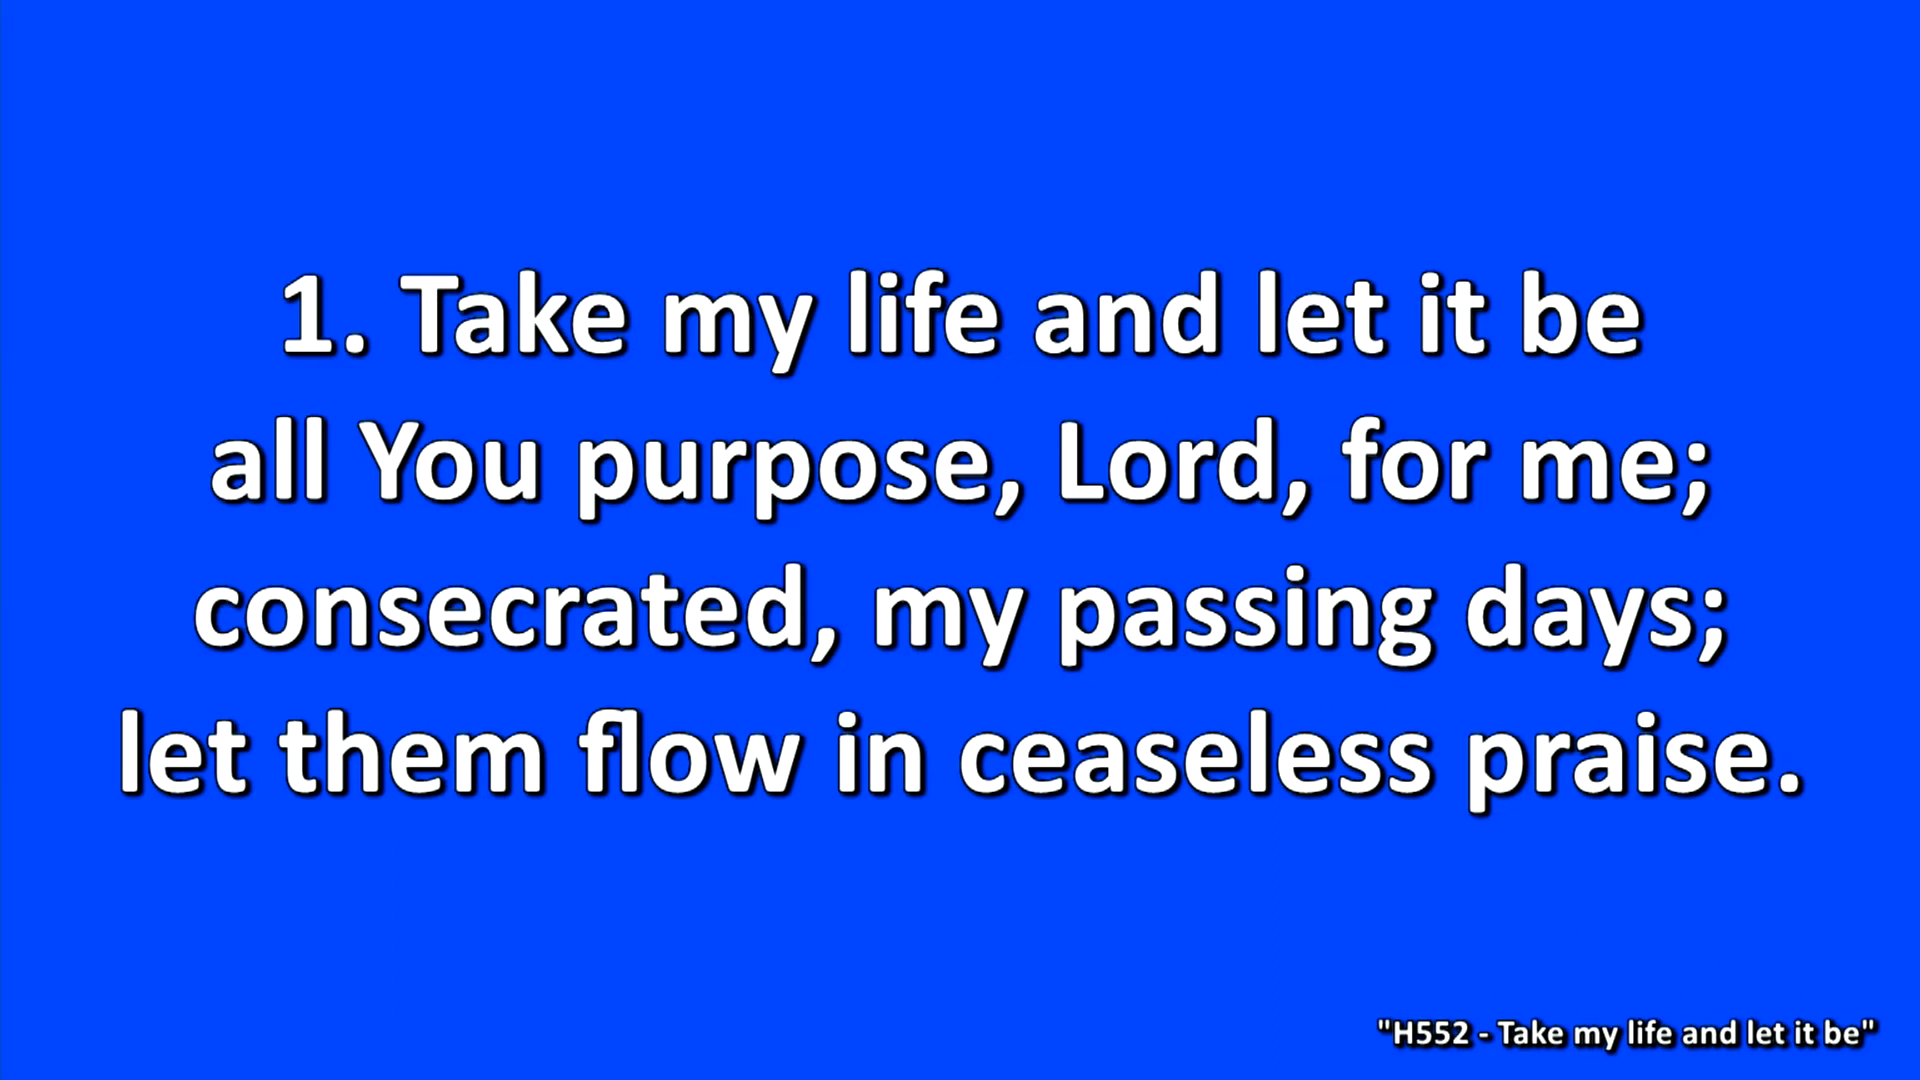 1. Take my life and let it be
all You purpose, Lord, for me;
consecrated, my passing days;
let them flow in ceaseless praise.
"H552 - Take my life and let it be"